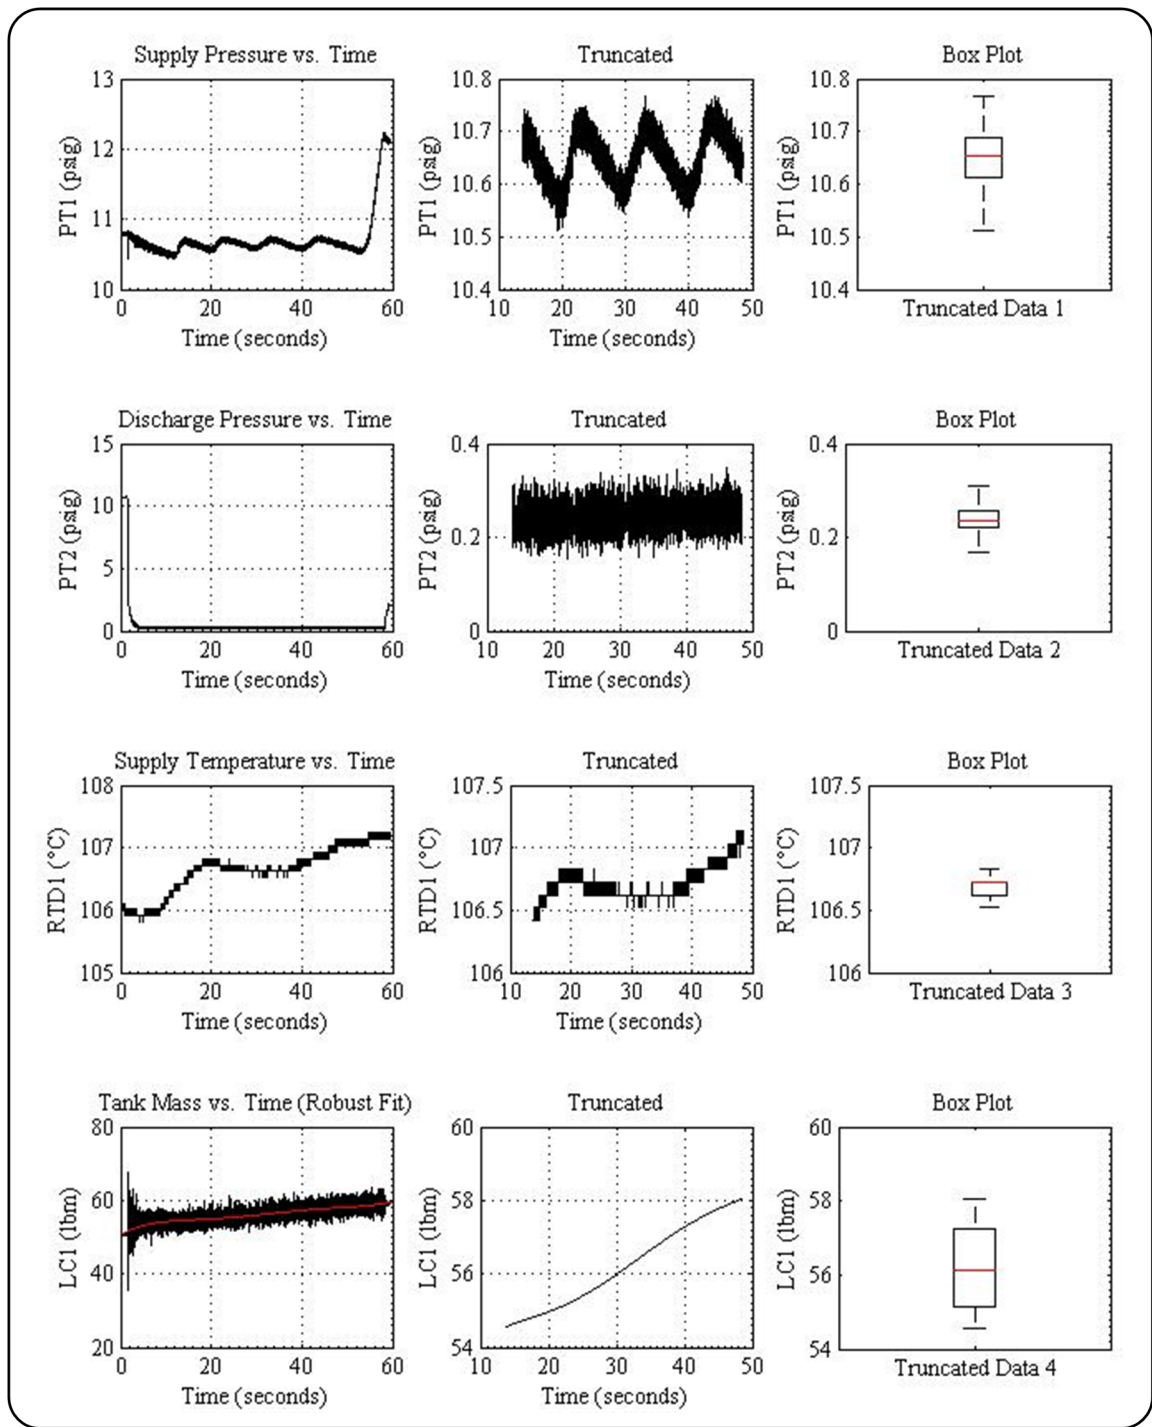 Supply Pressure vs. Time
Truncated
Box Plot
13
12
11
10
PT1 (psig)
0
20
40
60
Time (seconds)
10.8
10.7
10.6
10.5
10.4
PT1 (psig)
10
20
30
40
50
Time (seconds)
10.8
10.7
10.6
10.5
10.4
PT1 (psig)
Truncated Data 1
Discharge Pressure vs. Time
Truncated
Box Plot
15
10
5
0
PT2 (psig)
0
20
40
60
Time (seconds)
0.4
0.2
0
PT2 (psig)
10
20
30
40
50
Time (seconds)
0.4
0.2
0
PT2 (psig)
Truncated Data 2
Supply Temperature vs. Time
Truncated
Box Plot
108
107
106
105
RTD1 (°C)
0
20
40
60
Time (seconds)
107.5
107
106.5
106
RTD1 (°C)
10
20
30
40
50
Time (seconds)
107.5
107
106.5
106
RTD1 (°C)
Truncated Data 3
Tank Mass vs. Time (Robust Fit)
Truncated
Box Plot
80
60
40
20
LC1 (lbm)
0
20
40
60
Time (seconds)
60
58
56
54
LC1 (lbm)
10
20
30
40
50
Time (seconds)
60
58
56
54
LC1 (lbm)
Truncated Data 4